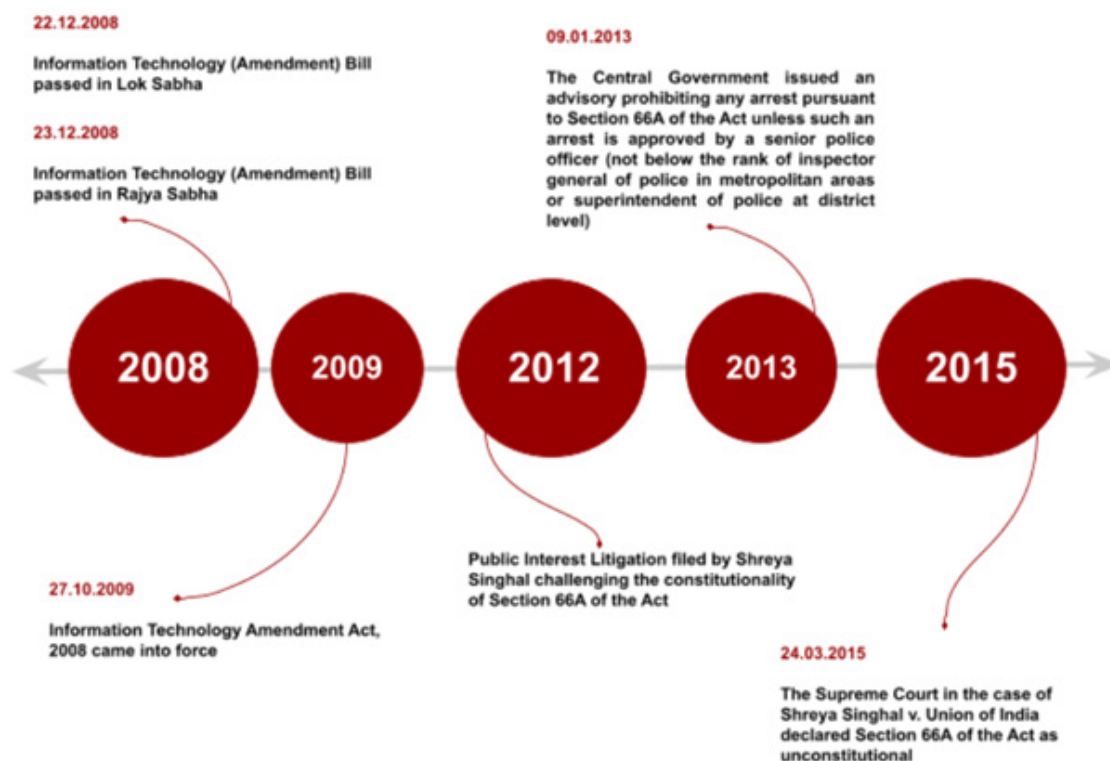 22.12.2008
Information Technology (Amendment) Bill
passed in Lok Sabha
23.12.2008
Information Technology (Amendment) Bill
passed in Rajya Sabha
09.01.2013
The Central Government issued an
advisory prohibiting any arrest pursuant
to Section 66A of the Act unless such an
arrest is approved by a senior police
officer (not below the rank of inspector
general of police in metropolitan areas
or superintendent of police at district
level)
2008
2009
2012
2013
2015
27.10.2009
Information Technology Amendment Act,
2008 came into force
Public Interest Litigation filed by Shreya
Singhal challenging the constitutionality
of Section 66A of the Act
24.03.2015
The Supreme Court in the case of
Shreya Singhal v. Union of India
declared Section 66A of the Act as
unconstitutional